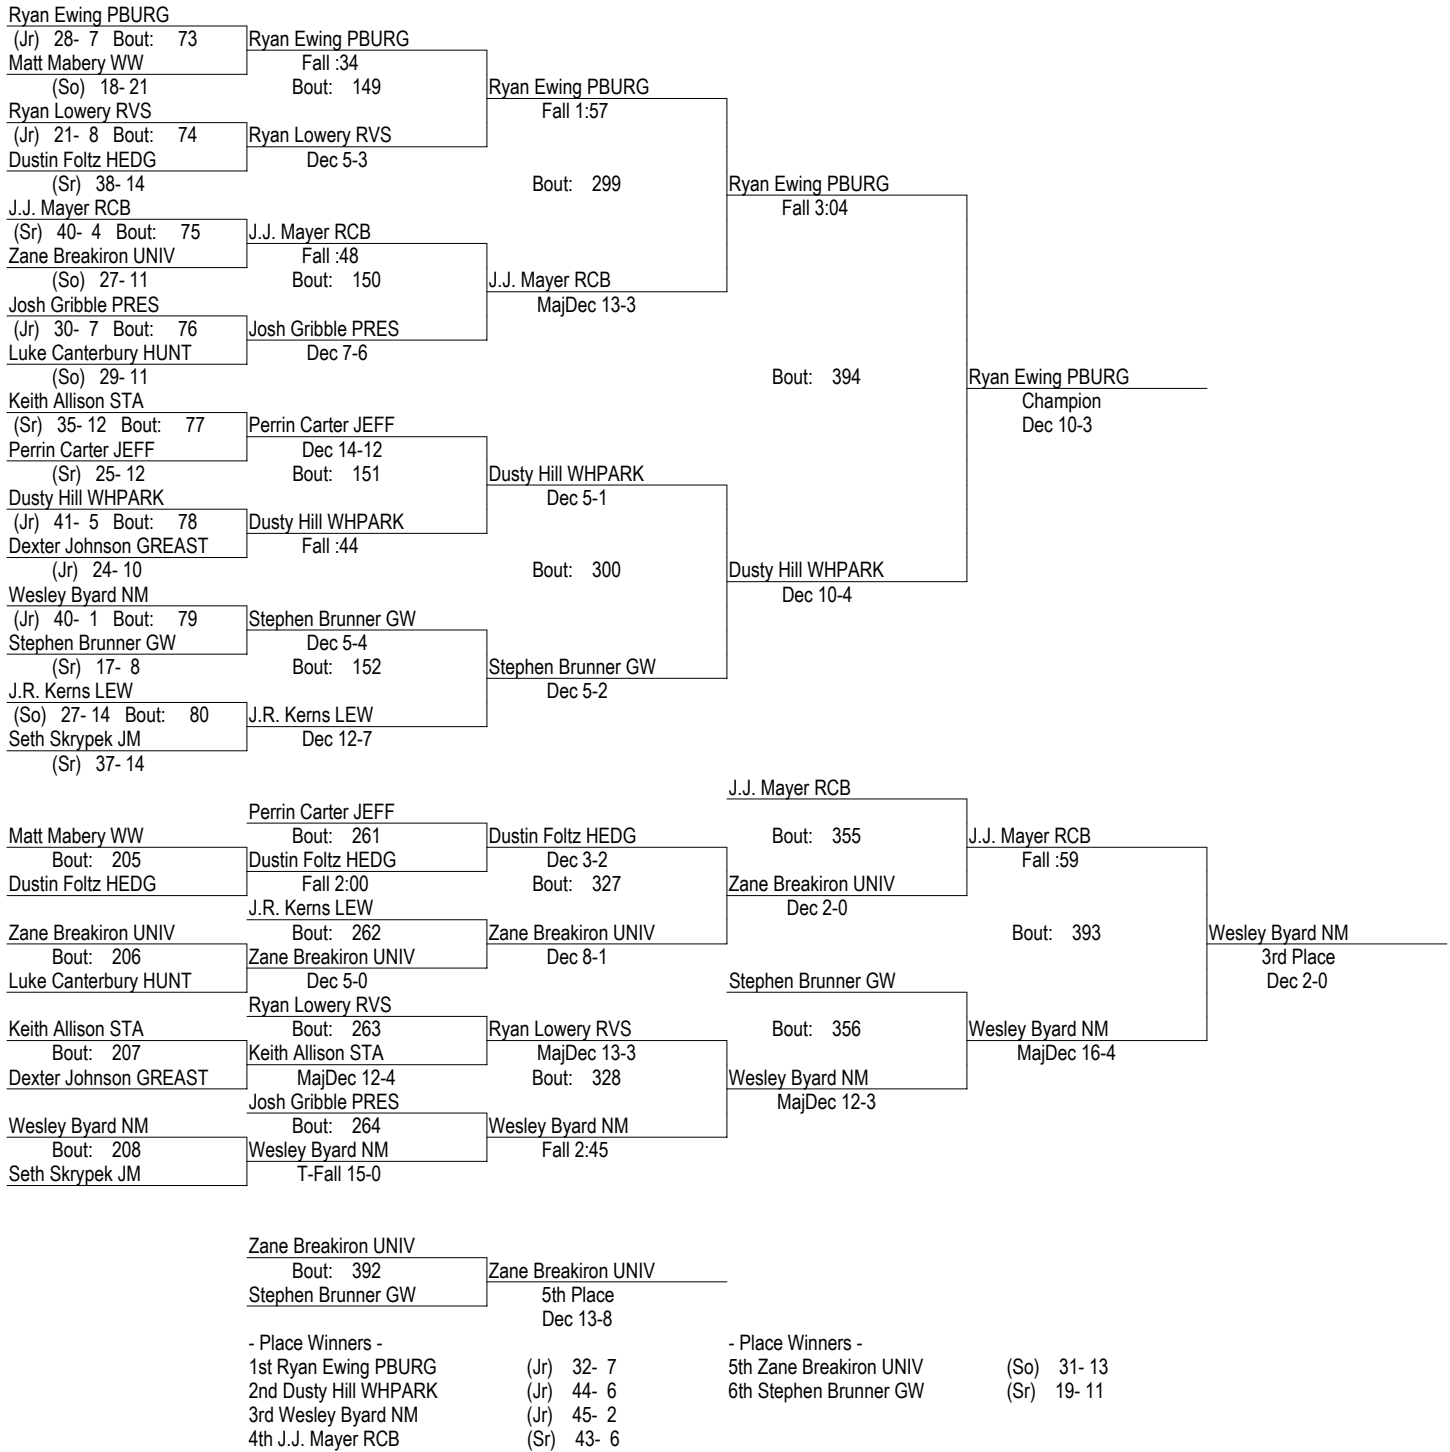 Ryan Ewing PBURG
(Jr) 28- 7 Bout: 73 Ryan Ewing PBURG
Matt Mabery WW Fall :34
(So) 18- 21 Bout: 149 Ryan Ewing PBURG
Ryan Lowery RVS Fall 1:57
(Jr) 21- 8 Bout: 74 Ryan Lowery RVS
Dustin Foltz HEDG Dec 5-3
(Sr) 38- 14 Bout: 299 Ryan Ewing PBURG
J.J. Mayer RCB Fall 3:04
(Sr) 40- 4 Bout: 75 J.J. Mayer RCB
Zane Breakiron UNIV Fall :48
(So) 27- 11 Bout: 150 J.J. Mayer RCB
Josh Gribble PRES MajDec 13-3
(Jr) 30- 7 Bout: 76 Josh Gribble PRES
Luke Canterbury HUNT Dec 7-6
(So) 29- 11 Bout: 394 Ryan Ewing PBURG
Keith Allison STA Champion
(Sr) 35- 12 Bout: 77 Perrin Carter JEFF Dec 10-3
Perrin Carter JEFF Dec 14-12
(Sr) 25- 12 Bout: 151 Dusty Hill WHPARK
Dusty Hill WHPARK Dec 5-1
(Jr) 41- 5 Bout: 78 Dusty Hill WHPARK
Dexter Johnson GREAST Fall :44
(Jr) 24- 10 Bout: 300 Dusty Hill WHPARK
Wesley Byard NM Dec 10-4
(Jr) 40- 1 Bout: 79 Stephen Brunner GW
Stephen Brunner GW Dec 5-4
(Sr) 17- 8 Bout: 152 Stephen Brunner GW
J.R. Kerns LEW Dec 5-2
(So) 27- 14 Bout: 80 J.R. Kerns LEW
Seth Skrypek JM Dec 12-7
(Sr) 37- 14
J.J. Mayer RCB
Perrin Carter JEFF
Matt Mabery WW Bout: 261 Dustin Foltz HEDG Bout: 355 J.J. Mayer RCB
Bout: 205 Dustin Foltz HEDG Dec 3-2 Fall :59
Dustin Foltz HEDG Fall 2:00 Bout: 327 Zane Breakiron UNIV
J.R. Kerns LEW Dec 2-0
Zane Breakiron UNIV Bout: 262 Zane Breakiron UNIV Bout: 393 Wesley Byard NM
Bout: 206 Zane Breakiron UNIV Dec 8-1 3rd Place
Luke Canterbury HUNT Dec 5-0 Stephen Brunner GW Dec 2-0
Ryan Lowery RVS
Keith Allison STA Bout: 263 Ryan Lowery RVS Bout: 356 Wesley Byard NM
Bout: 207 Keith Allison STA MajDec 13-3 MajDec 16-4
Dexter Johnson GREAST MajDec 12-4 Bout: 328 Wesley Byard NM
Josh Gribble PRES MajDec 12-3
Wesley Byard NM Bout: 264 Wesley Byard NM
Bout: 208 Wesley Byard NM Fall 2:45
Seth Skrypek JM T-Fall 15-0
Zane Breakiron UNIV
Bout: 392 Zane Breakiron UNIV
Stephen Brunner GW 5th Place
Dec 13-8
- Place Winners - - Place Winners -
1st Ryan Ewing PBURG (Jr) 32- 7 5th Zane Breakiron UNIV (So) 31- 13
2nd Dusty Hill WHPARK (Jr) 44- 6 6th Stephen Brunner GW (Sr) 19- 11
3rd Wesley Byard NM (Jr) 45- 2
4th J.J. Mayer RCB (Sr) 43- 6